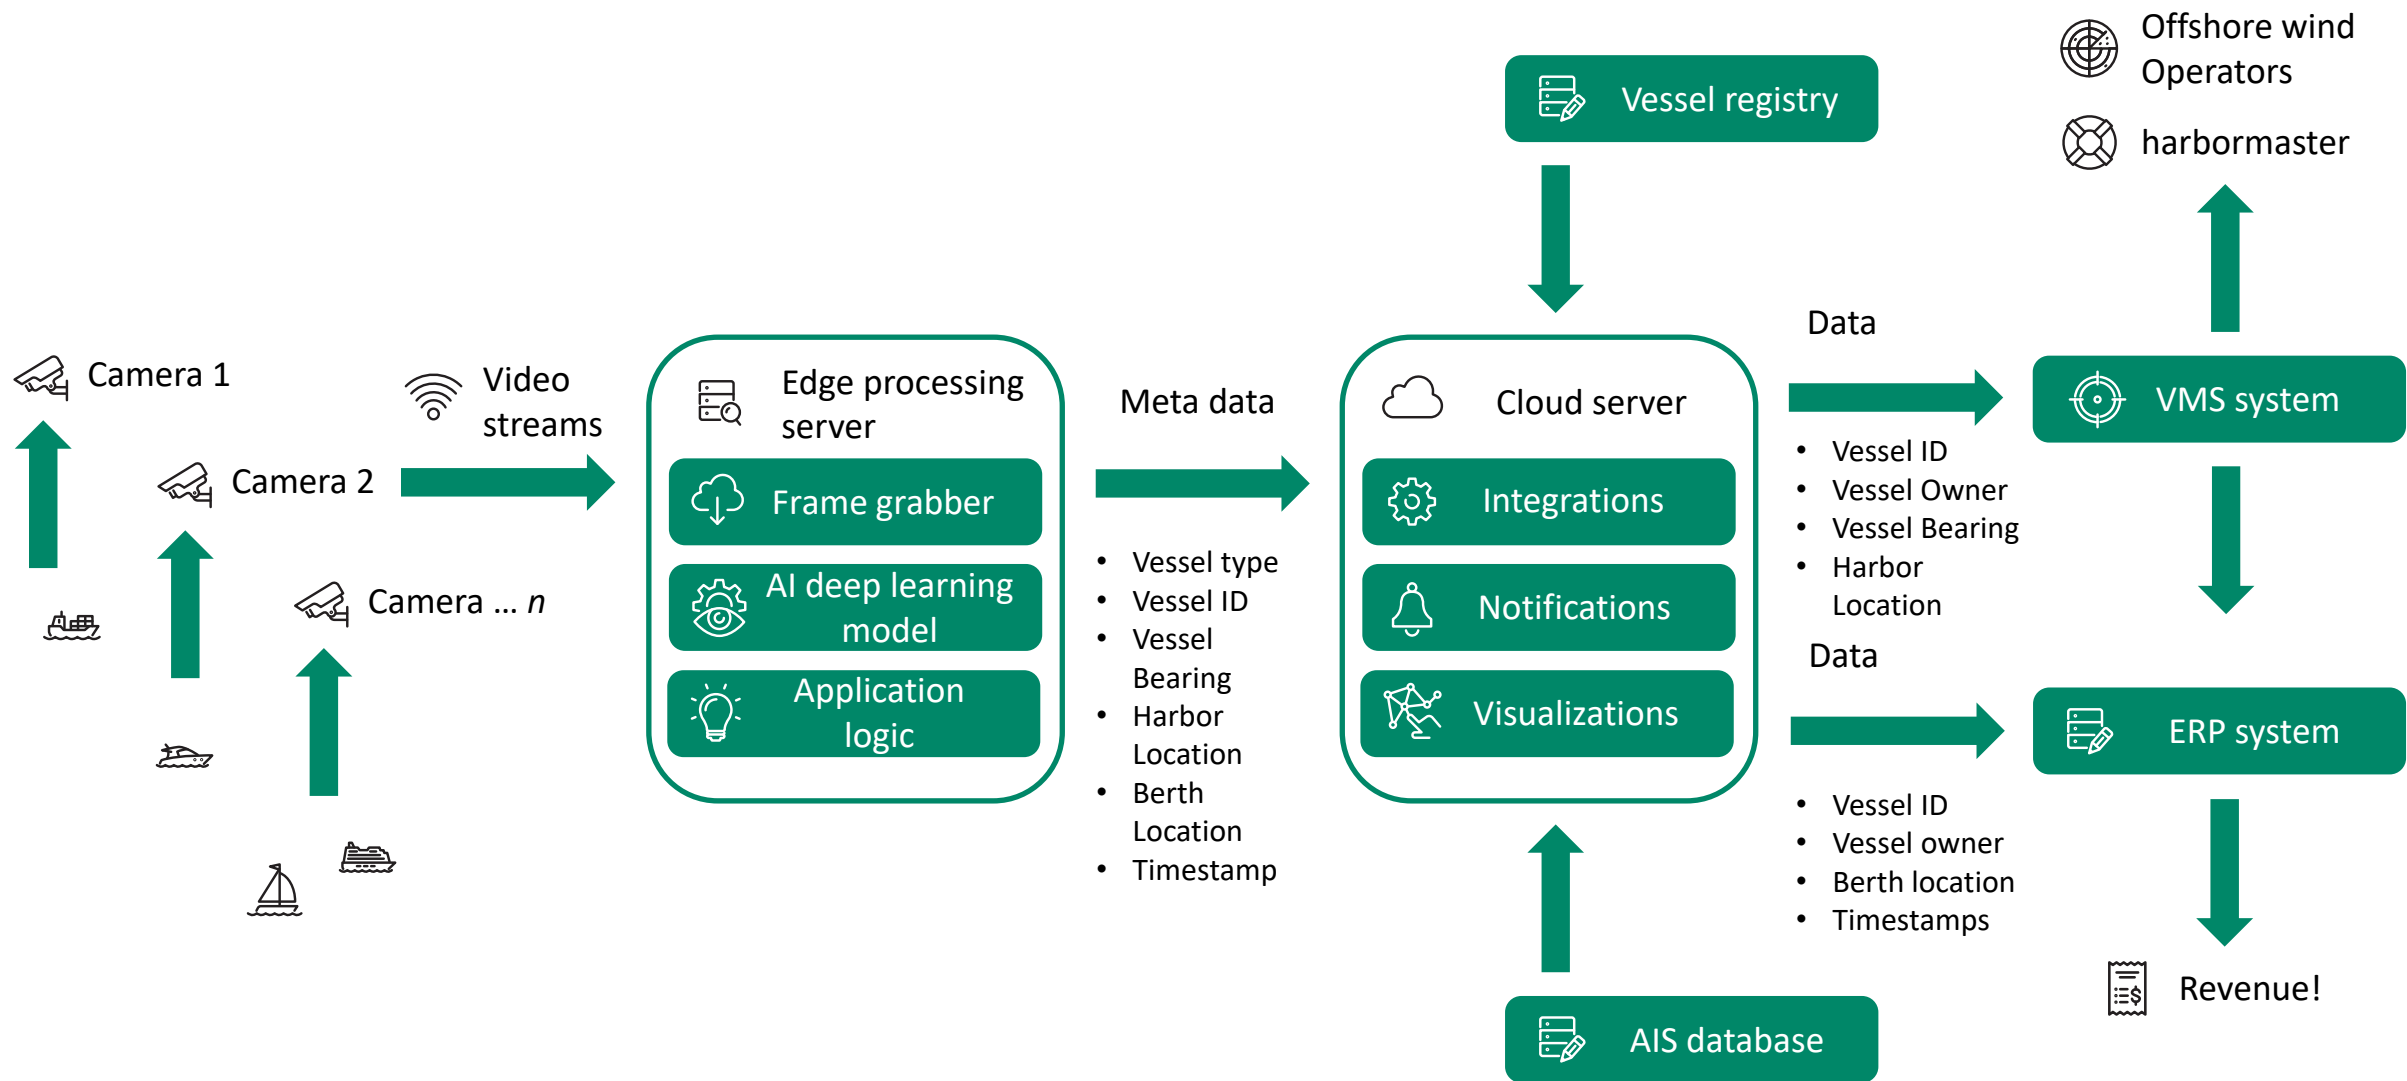 Camera 1
Camera 2
Camera ... n
Video
streams
Edge processing
server
Frame grabber
AI deep learning
model
Application
logic
Meta data
• Vessel type
• Vessel ID
• Vessel
Bearing
• Harbor
Location
• Berth
Location
• Timestamp
Vessel registry
Cloud server
Integrations
Notifications
Visualizations
AIS database
Data
• Vessel ID
• Vessel Owner
• Vessel Bearing
• Harbor
Location
Data
• Vessel ID
• Vessel owner
• Berth location
• Timestamps
Offshore wind
Operators
harbormaster
VMS system
ERP system
$
Revenue!